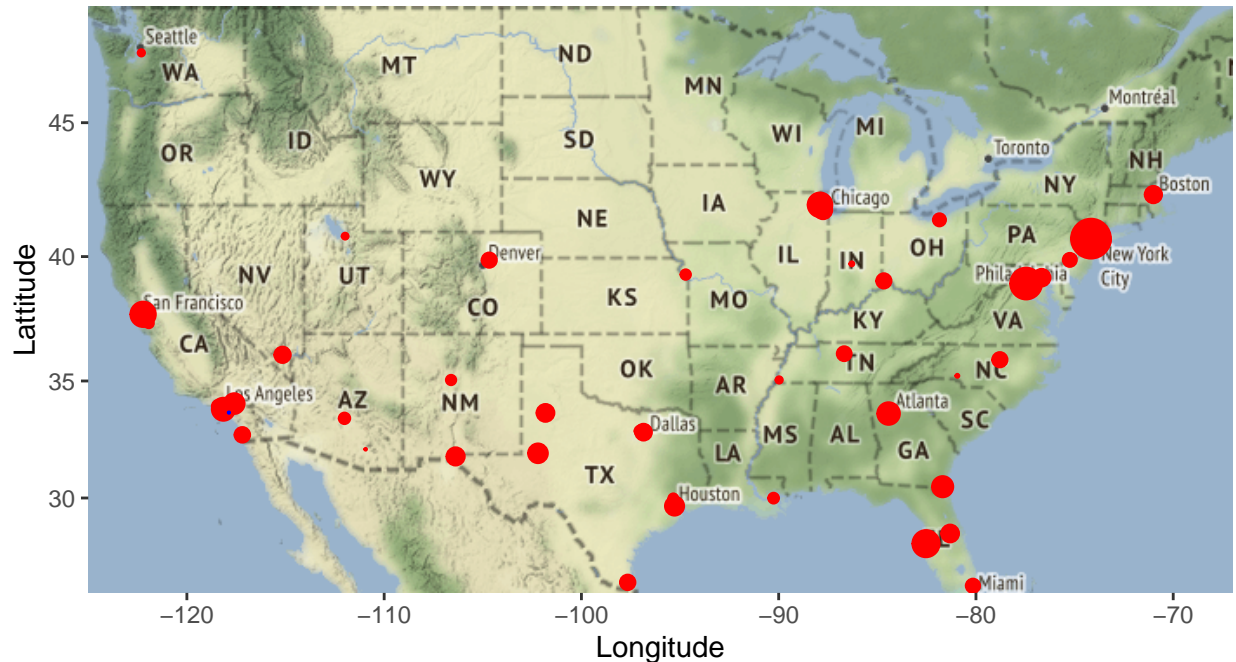 Seattle
WA
MT
ND
MN
Montréal
45
OR
ID
SD
WI
MI
Toronto
NH
WY
IA
NY
Boston
NE
Chicago
40
NV
UT
Denver
IL
IN
OH
PA
New York
City
San Francisco
CO
KS
MO
KY
VA
CA
OK
TN
NC
35
Los Angeles
AZ
NM
AR
Atlanta
SC
Dallas
MS
AL
GA
LA
TX
30
Houston
Miami
−120
−110
−100
−90
−80
−70
Longitude
Lattitude